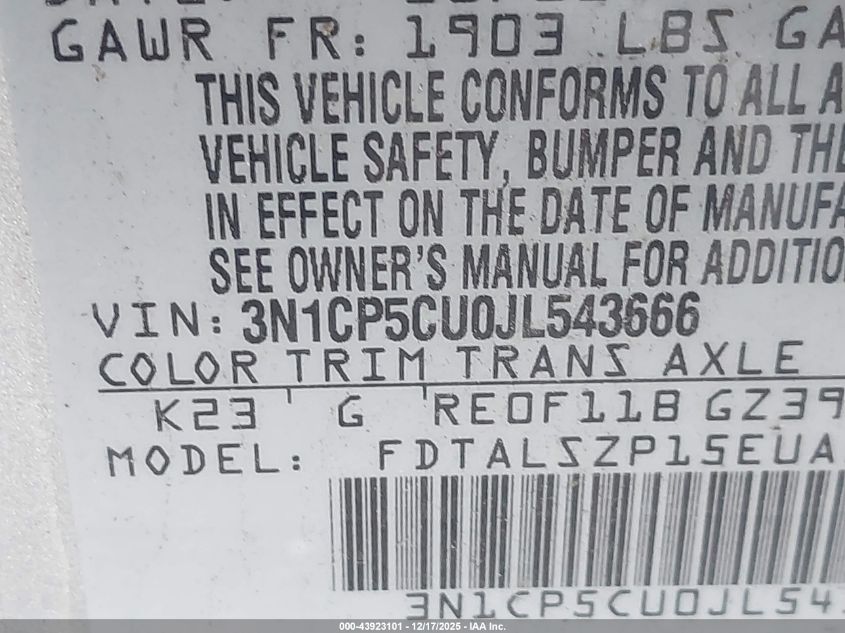 GAWR FR: 1903 LBS GA
THIS VEHICLE CONFORMS TO ALL A
VEHICLE SAFETY, BUMPER AND THE
IN EFFECT ON THE DATE OF MANUFA
SEE OWNER'S MANUAL FOR ADDITIO
VIN: 3N1CP5CU0JL543666
COLOR TRIM TRANS AXLE
K23 G RE0F11B GZ39
MODEL: FDTALSZP15EUA
3N1CP5CU0JL54
000-43923101 - 12/17/2025 - IAA Inc.